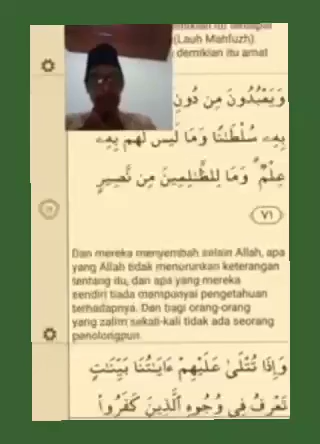 (Lauh Mahfuzh)
demikian itu amat
وَيَعْبُدُونَ مِن دُونِ
بِهِۦ سُلْطَٰنًا وَمَا لَيْسَ لَهُم بِهِۦ
عِلْمٌ ۗ وَمَا لِلظَّٰلِمِينَ مِن نَّصِيرٍ
٧١
Dan mereka menyembah selain Allah, apa
yang Allah tidak menurunkan keterangan
tentang itu, dan apa yang mereka
sendiri tiada mempunyai pengetahuan
terhadapnya. Dan bagi orang-orang
yang zalim sekali-kali tidak ada seorang
penolongpun.
وَإِذَا تُتْلَىٰ عَلَيْهِمْ ءَايَٰتُنَا بَيِّنَٰتٍ
تَعْرِفُ فِى وُجُوهِ ٱلَّذِينَ كَفَرُوا۟